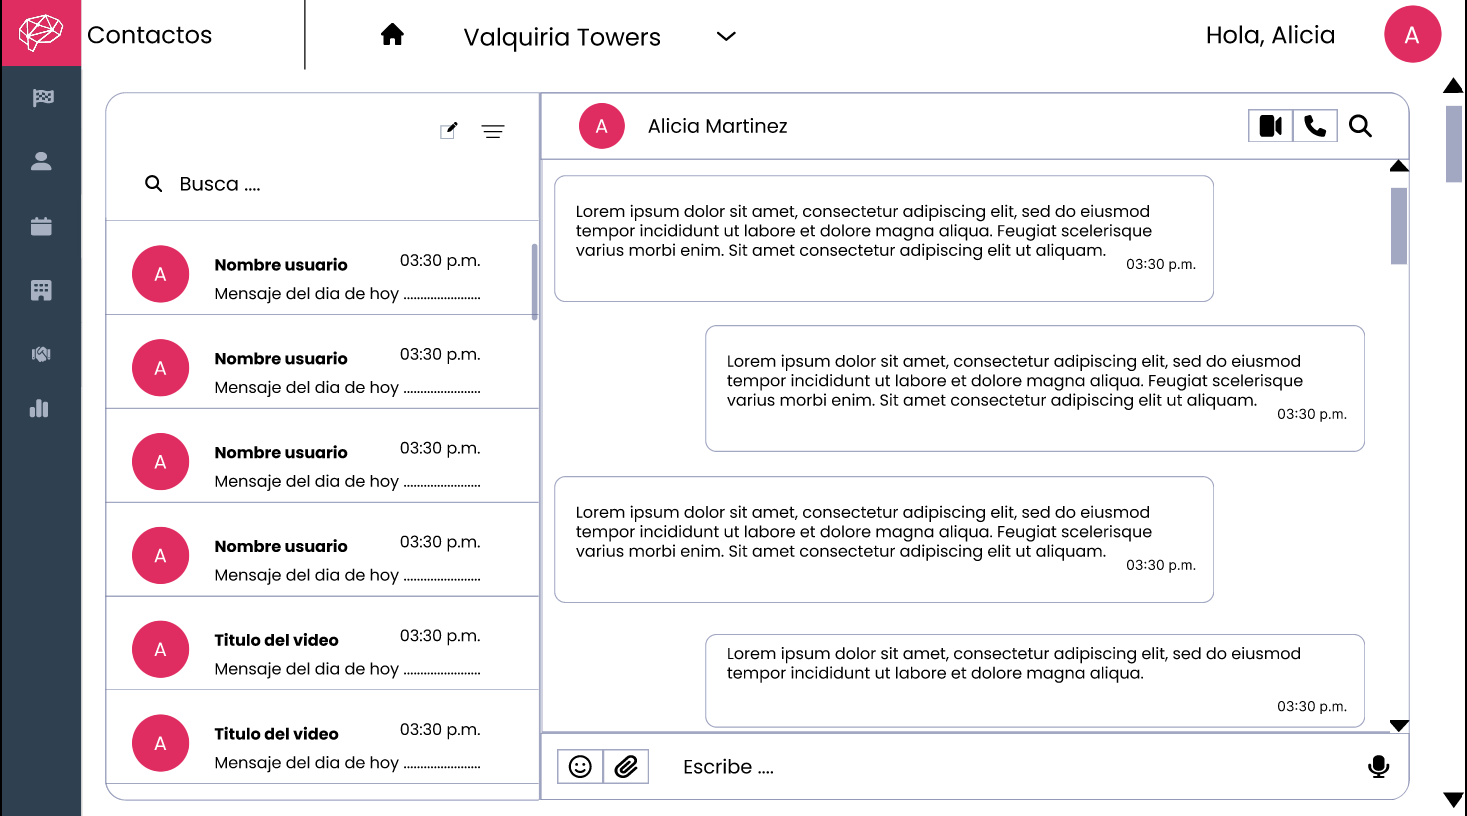 Contactos
Valquiria Towers
Hola, Alicia
A
Busca ....
A
Nombre usuario
03:30 p.m.
Mensaje del dia de hoy .......................
A
Nombre usuario
03:30 p.m.
Mensaje del dia de hoy .......................
A
Nombre usuario
03:30 p.m.
Mensaje del dia de hoy .......................
A
Nombre usuario
03:30 p.m.
Mensaje del dia de hoy .......................
A
Titulo del video
03:30 p.m.
Mensaje del dia de hoy .......................
A
Titulo del video
03:30 p.m.
Mensaje del dia de hoy .......................
A
Alicia Martinez
Lorem ipsum dolor sit amet, consectetur adipiscing elit, sed do eiusmod
tempor incididunt ut labore et dolore magna aliqua. Feugiat scelerisque
varius morbi enim. Sit amet consectetur adipiscing elit ut aliquam.
03:30 p.m.
Lorem ipsum dolor sit amet, consectetur adipiscing elit, sed do eiusmod
tempor incididunt ut labore et dolore magna aliqua. Feugiat scelerisque
varius morbi enim. Sit amet consectetur adipiscing elit ut aliquam.
03:30 p.m.
Lorem ipsum dolor sit amet, consectetur adipiscing elit, sed do eiusmod
tempor incididunt ut labore et dolore magna aliqua. Feugiat scelerisque
varius morbi enim. Sit amet consectetur adipiscing elit ut aliquam.
03:30 p.m.
Lorem ipsum dolor sit amet, consectetur adipiscing elit, sed do eiusmod
tempor incididunt ut labore et dolore magna aliqua.
03:30 p.m.
Escribe ....